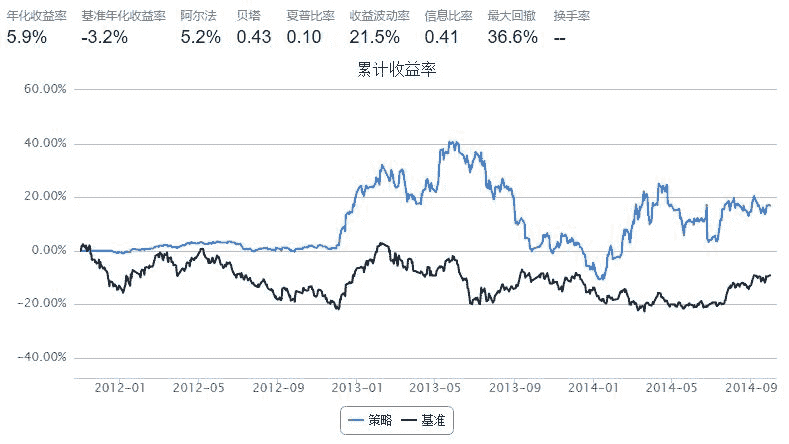 年化收益率 基准年化收益率 阿尔法 贝塔 夏普比率 收益波动率 信息比率 最大回撤 换手率
5.9% -3.2% 5.2% 0.43 0.10 21.5% 0.41 36.6% --
累计收益率
60.00%
40.00%
20.00%
0.00%
-20.00%
-40.00%
2012-01 2012-05 2012-09 2013-01 2013-05 2013-09 2014-01 2014-05 2014-09
策略 基准